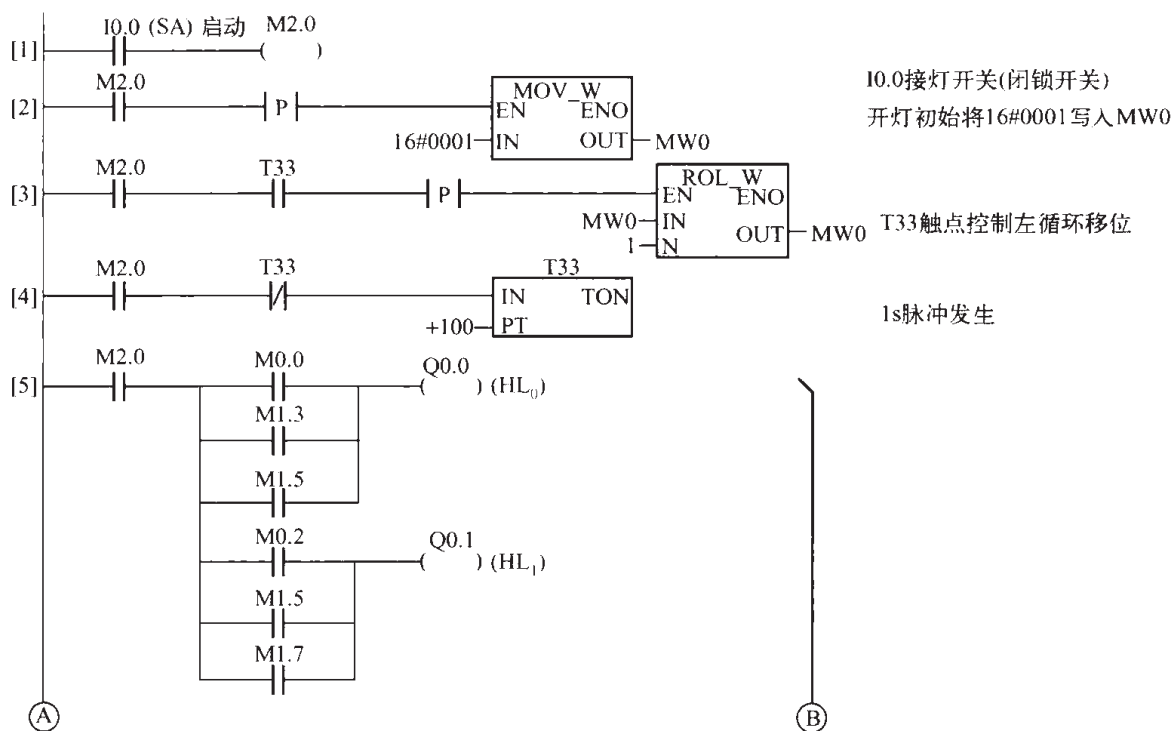 I0.0 (SA) 启动 M2.0
[1]
( )
M2.0
[2]
P
MOV_W
EN ENO
16#0001 IN OUT MW0
I0.0接灯开关(闭锁开关)
开灯初始将16#0001写入MW0
M2.0 T33
[3]
P
ROL_W
EN ENO
MW0 IN
OUT MW0
1 N
T33触点控制左循环移位
M2.0 T33 T33
[4]
IN TON
+100 PT
1s脉冲发生
M2.0 M0.0 Q0.0
[5]
( ) (HL₀)
M1.3
M1.5
M0.2 Q0.1
( ) (HL₁)
M1.5
M1.7
A B